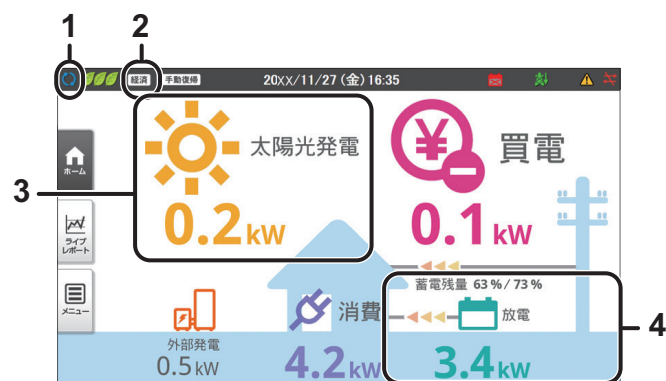 1
2
経済
手動復帰
20XX/11/27(金)16:35
ホーム
太陽光発電
¥
買電
3
0.2kW
0.1kW
ライブ
レポート
蓄電残量 63%/73%
メニュー
消費
放電
4
外部発電
0.5kW
4.2kW
3.4kW